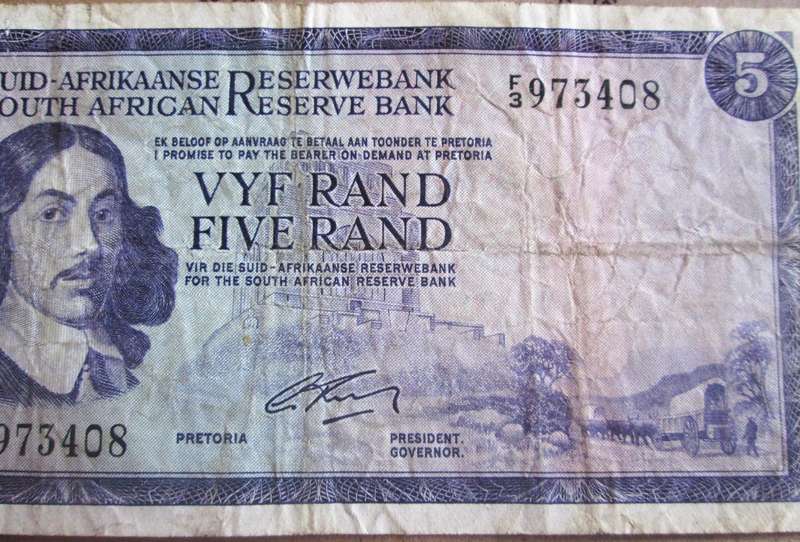 UID-AFRIKAANSE RESERWEBANK
OUTH AFRICAN RESERVE BANK
F/3 973408
5
EK BELOOF OP AANVRAAG TE BETAAL AAN TOONDER TE PRETORIA
I PROMISE TO PAY THE BEARER ON DEMAND AT PRETORIA
VYF RAND
FIVE RAND
VIR DIE SUID-AFRIKAANSE RESERWEBANK
FOR THE SOUTH AFRICAN RESERVE BANK
973408
PRETORIA
PRESIDENT.
GOVERNOR.